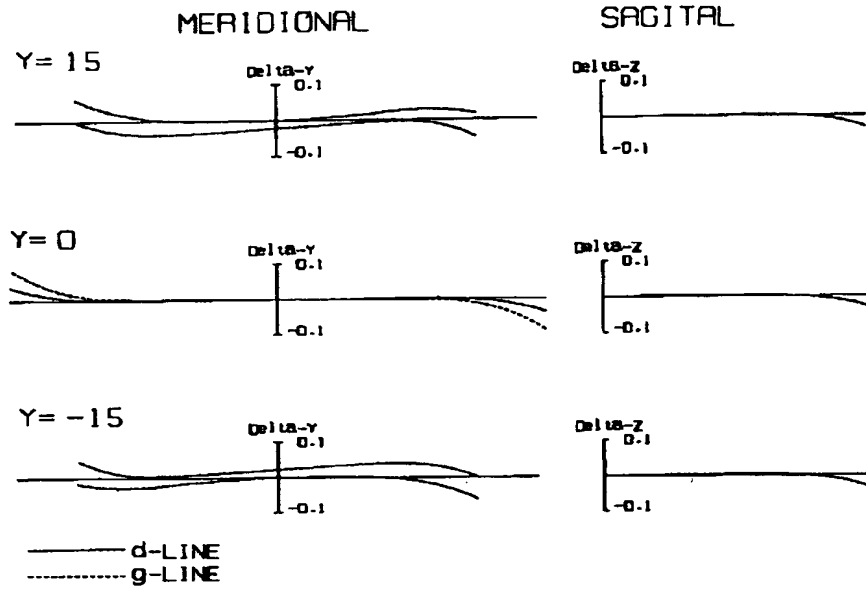 MERIDIONAL SAGITAL
Y= 15
Delta-Y Delta-Z
0.1 0.1
-0.1 -0.1
Y= 0
Delta-Y Delta-Z
0.1 0.1
-0.1 -0.1
Y= -15
Delta-Y Delta-Z
0.1 0.1
-0.1 -0.1
d-LINE
g-LINE